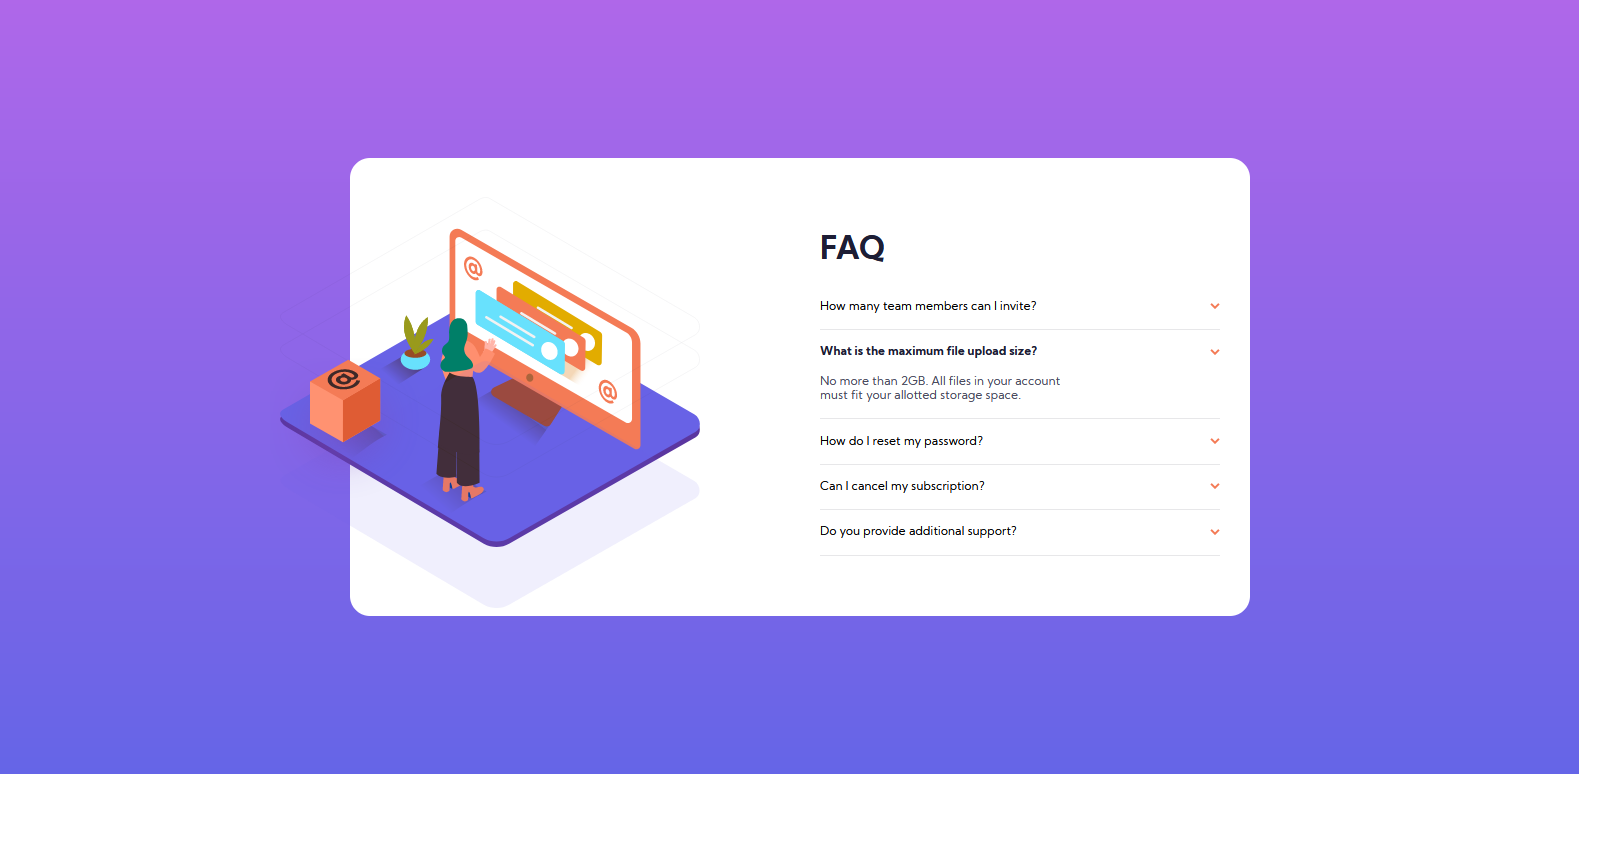 FAQ
How many team members can I invite?
What is the maximum file upload size?
No more than 2GB. All files in your account
must fit your allotted storage space.
How do I reset my password?
Can I cancel my subscription?
Do you provide additional support?
@
@
@